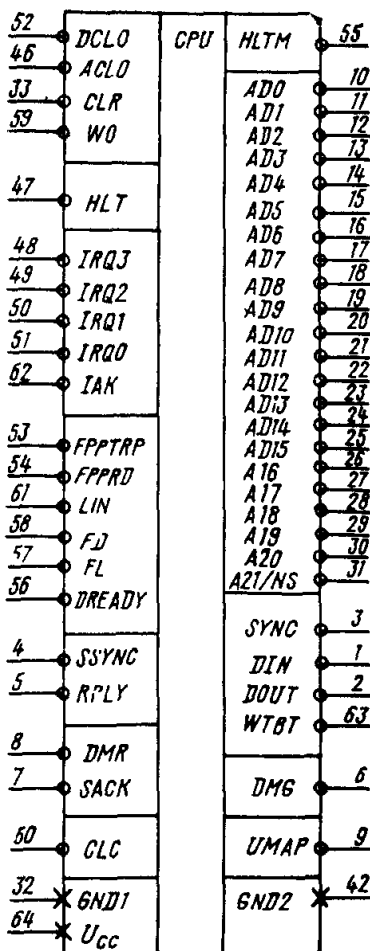 52 DCLO CPU HLTM 55
46 ACLO
33 CLR AD0 10
59 WO AD1 11
AD2 12
AD3 13
47 HLT AD4 14
AD5 15
48 IRQ3 AD6 16
49 IRQ2 AD7 17
50 IRQ1 AD8 18
51 IRQ0 AD9 19
62 IAK AD10 20
AD11 21
AD12 22
AD13 23
AD14 24
53 FPPTRP AD15 25
54 FPPRD A16 26
61 LIN A17 27
58 FD A18 28
57 FL A19 29
56 DREADY A20 30
A21/NS 31
4 SSYNC SYNC 3
5 RPLY DIN 1
DOUT 2
8 DMR WTBT 63
7 SACK DMG 6
60 CLC UMAP 9
32 GND1 GND2 42
64 Ucc